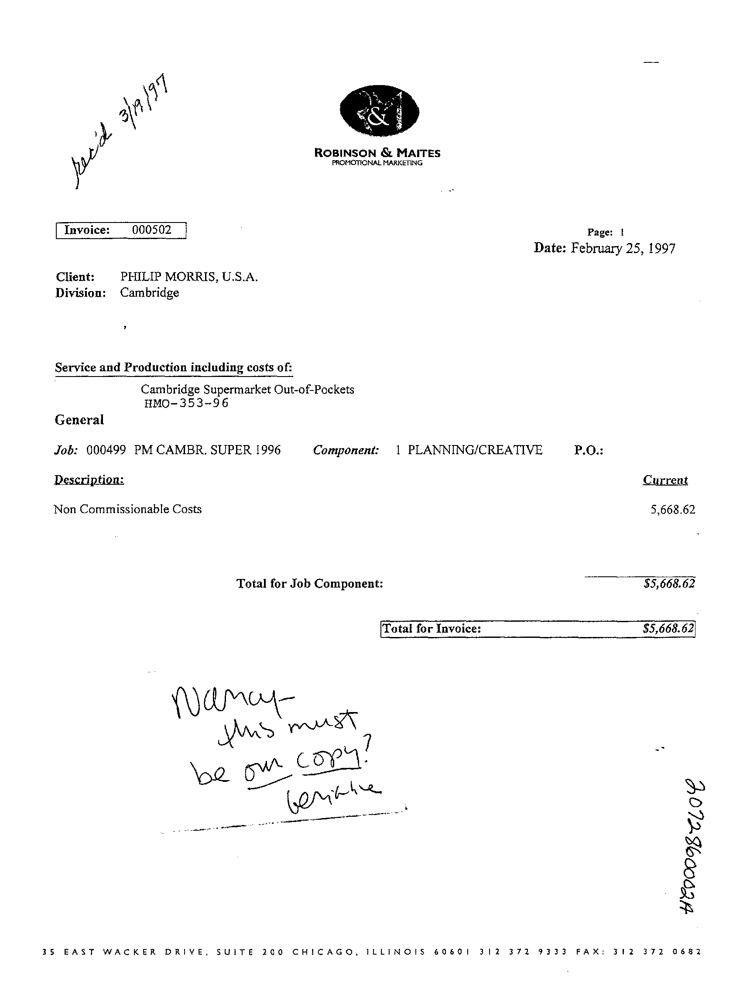 rec'd 3/19/97
&
ROBINSON & MAITES
PROMOTIONAL MARKETING
Invoice: 000502
Page: 1
Date: February 25, 1997
Client: PHILIP MORRIS, U.S.A.
Division: Cambridge
Service and Production including costs of:
Cambridge Supermarket Out-of-Pockets
HMO-353-96
General
Job: 000499 PM CAMBR. SUPER 1996 Component: 1 PLANNING/CREATIVE P.O.:
Description: Current
Non Commissionable Costs 5,668.62
Total for Job Component: $5,668.62
Total for Invoice: $5,668.62
Nancy-
this must
be our copy?
2072860002A
35 EAST WACKER DRIVE, SUITE 200 CHICAGO, ILLINOIS 60601 312 372 9333 FAX: 312 372 0682